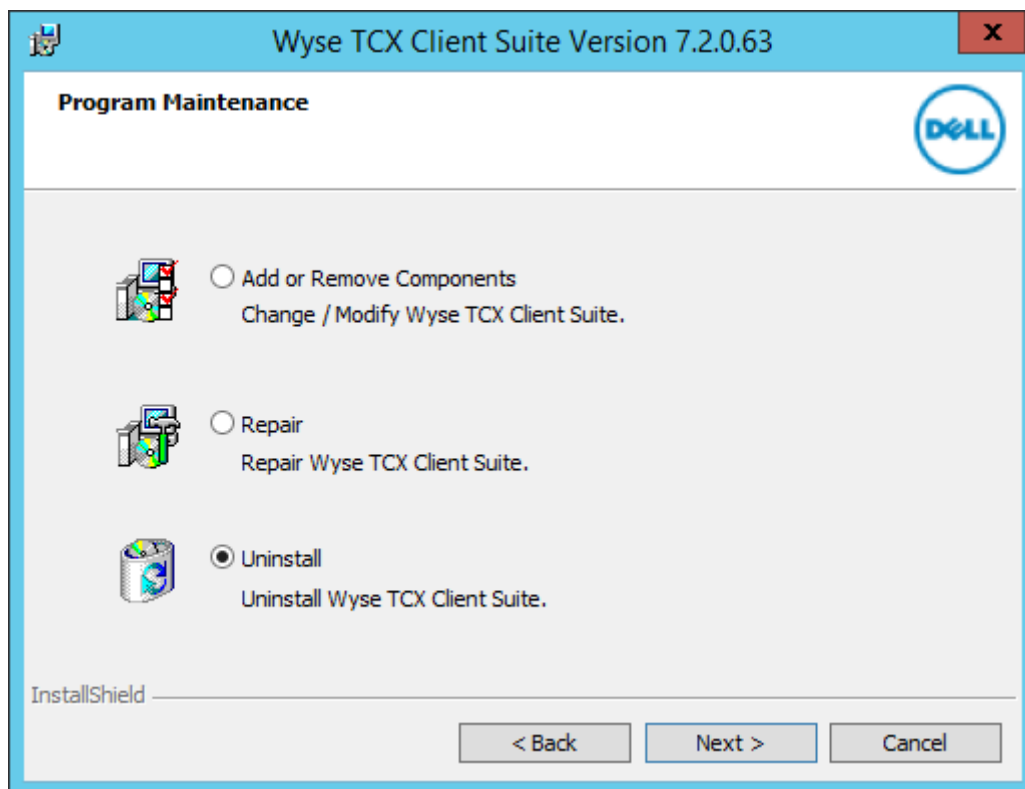 Wyse TCX Client Suite Version 7.2.0.63
x
Program Maintenance
DELL
Add or Remove Components
Change / Modify Wyse TCX Client Suite.
Repair
Repair Wyse TCX Client Suite.
Uninstall
Uninstall Wyse TCX Client Suite.
InstallShield
< Back Next > Cancel